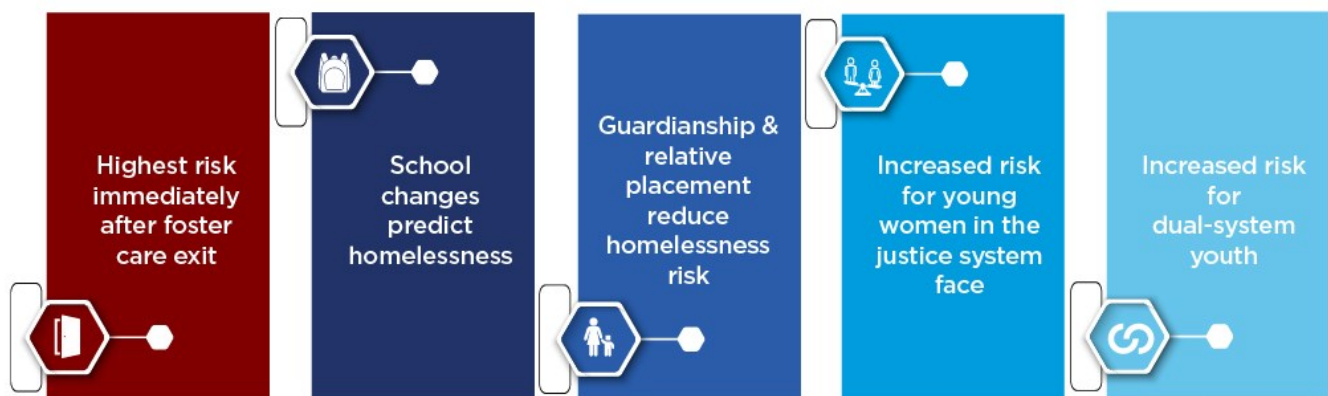 Highest risk
immediately
after foster
care exit
School
changes
predict
homelessness
Guardianship &
relative
placement
reduce
homelessness
risk
Increased risk
for young
women in the
justice system
face
Increased risk
for
dual-system
youth